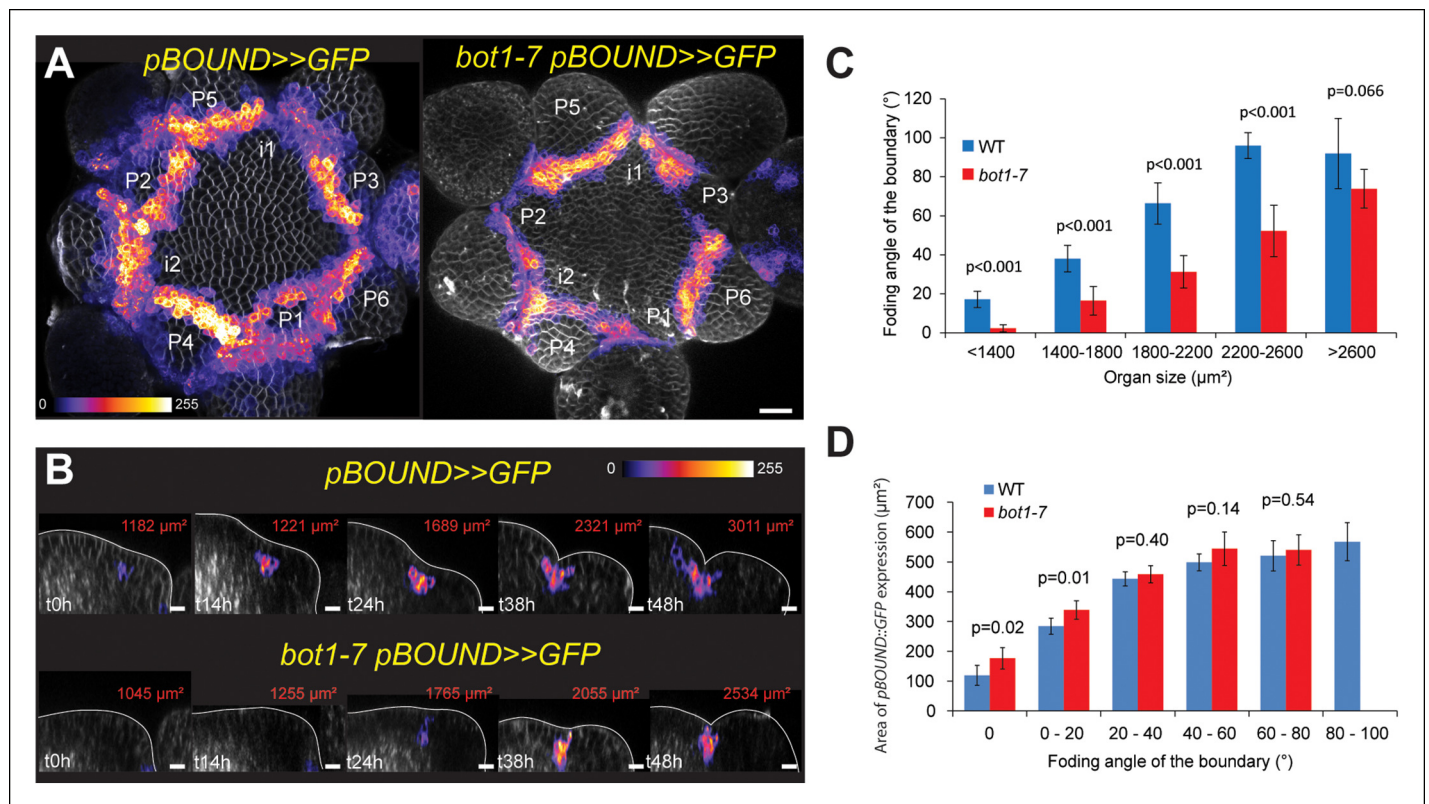 A
pBOUND>>GFP
bot1-7 pBOUND>>GFP
P5
i1
P2
P3
i2
P6
P4
P1
0 255
P5
i1
P2
P3
i2
P6
P1
P4
B
pBOUND>>GFP
0 255
1182 µm² 1221 µm² 1689 µm² 2321 µm² 3011 µm²
t0h t14h t24h t38h t48h
bot1-7 pBOUND>>GFP
1045 µm² 1255 µm² 1765 µm² 2055 µm² 2534 µm²
t0h t14h t24h t38h t48h
C
Foding angle of the boundary (°)
120
100
80
60
40
20
0
WT
bot1-7
p<0.001
p<0.001
p<0.001
p<0.001
p=0.066
<1400 1400-1800 1800-2200 2200-2600 >2600
Organ size (µm²)
D
Area of pBOUND::GFP expression (µm²)
700
600
500
400
300
200
100
0
WT
bot1-7
p=0.02
p=0.01
p=0.40
p=0.14
p=0.54
0 0 - 20 20 - 40 40 - 60 60 - 80 80 - 100
Foding angle of the boundary (°)